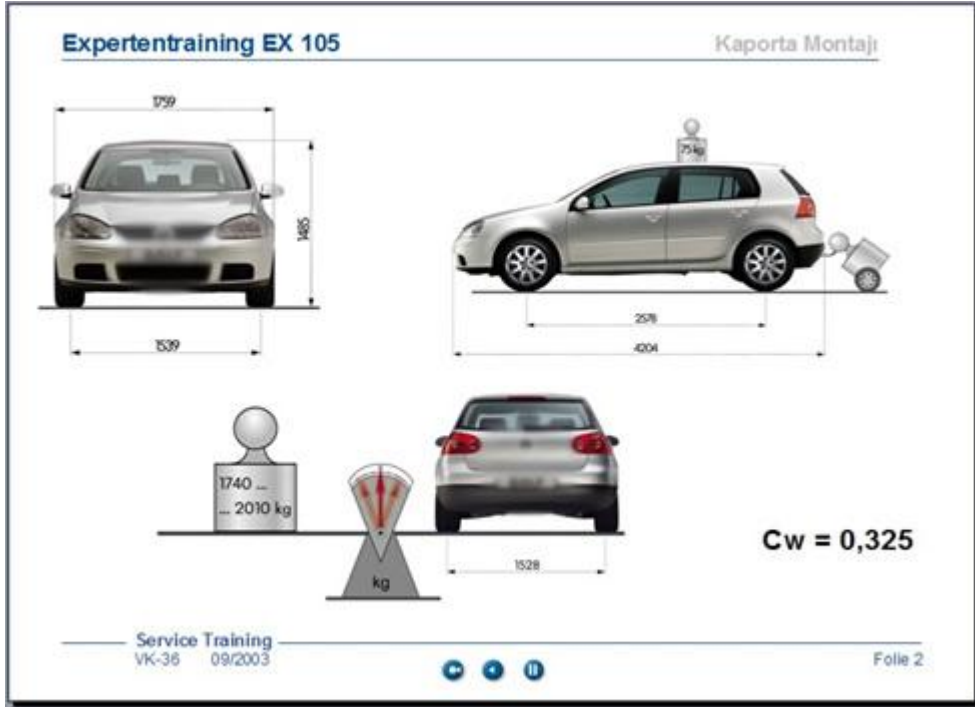 Expertentraining EX 105
Kaporta Montajı
1759
1485
1539
75 kg
2578
4204
1740 ...
... 2010 kg
kg
1528
Cw = 0,325
Service Training
VK-36 09/2003
Folie 2